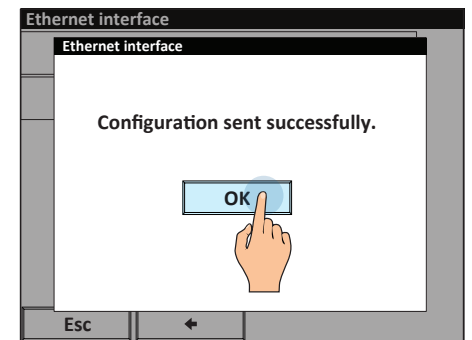 Ethernet interface
Ethernet interface
Configuration sent successfully.
OK
Esc